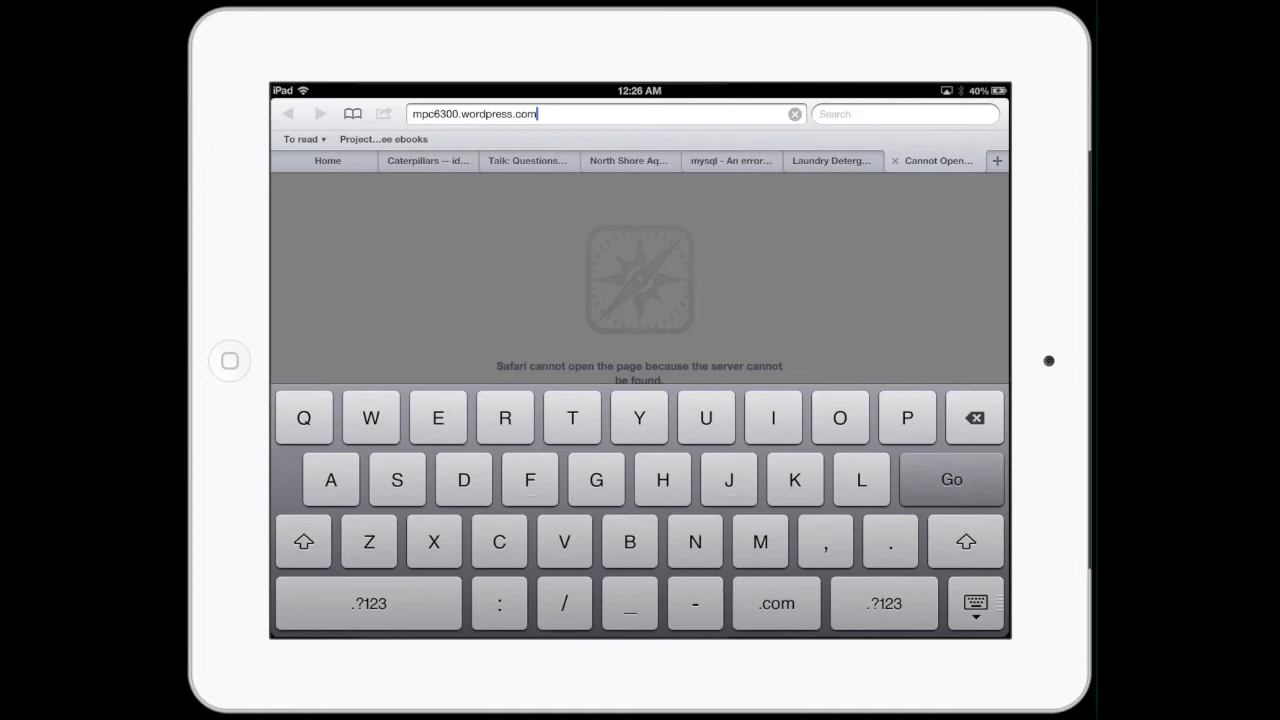 iPad 12:26 AM 40%
mpc6300.wordpress.com Search
To read ▾ Project...ee ebooks
Home Caterpillars -- id... Talk: Questions... North Shore Aq... mysql - An error... Laundry Deterg... × Cannot Open... +
Safari cannot open the page because the server cannot
be found.
Q W E R T Y U I O P
A S D F G H J K L Go
Z X C V B N M , .
.?123 : / _ - .com .?123